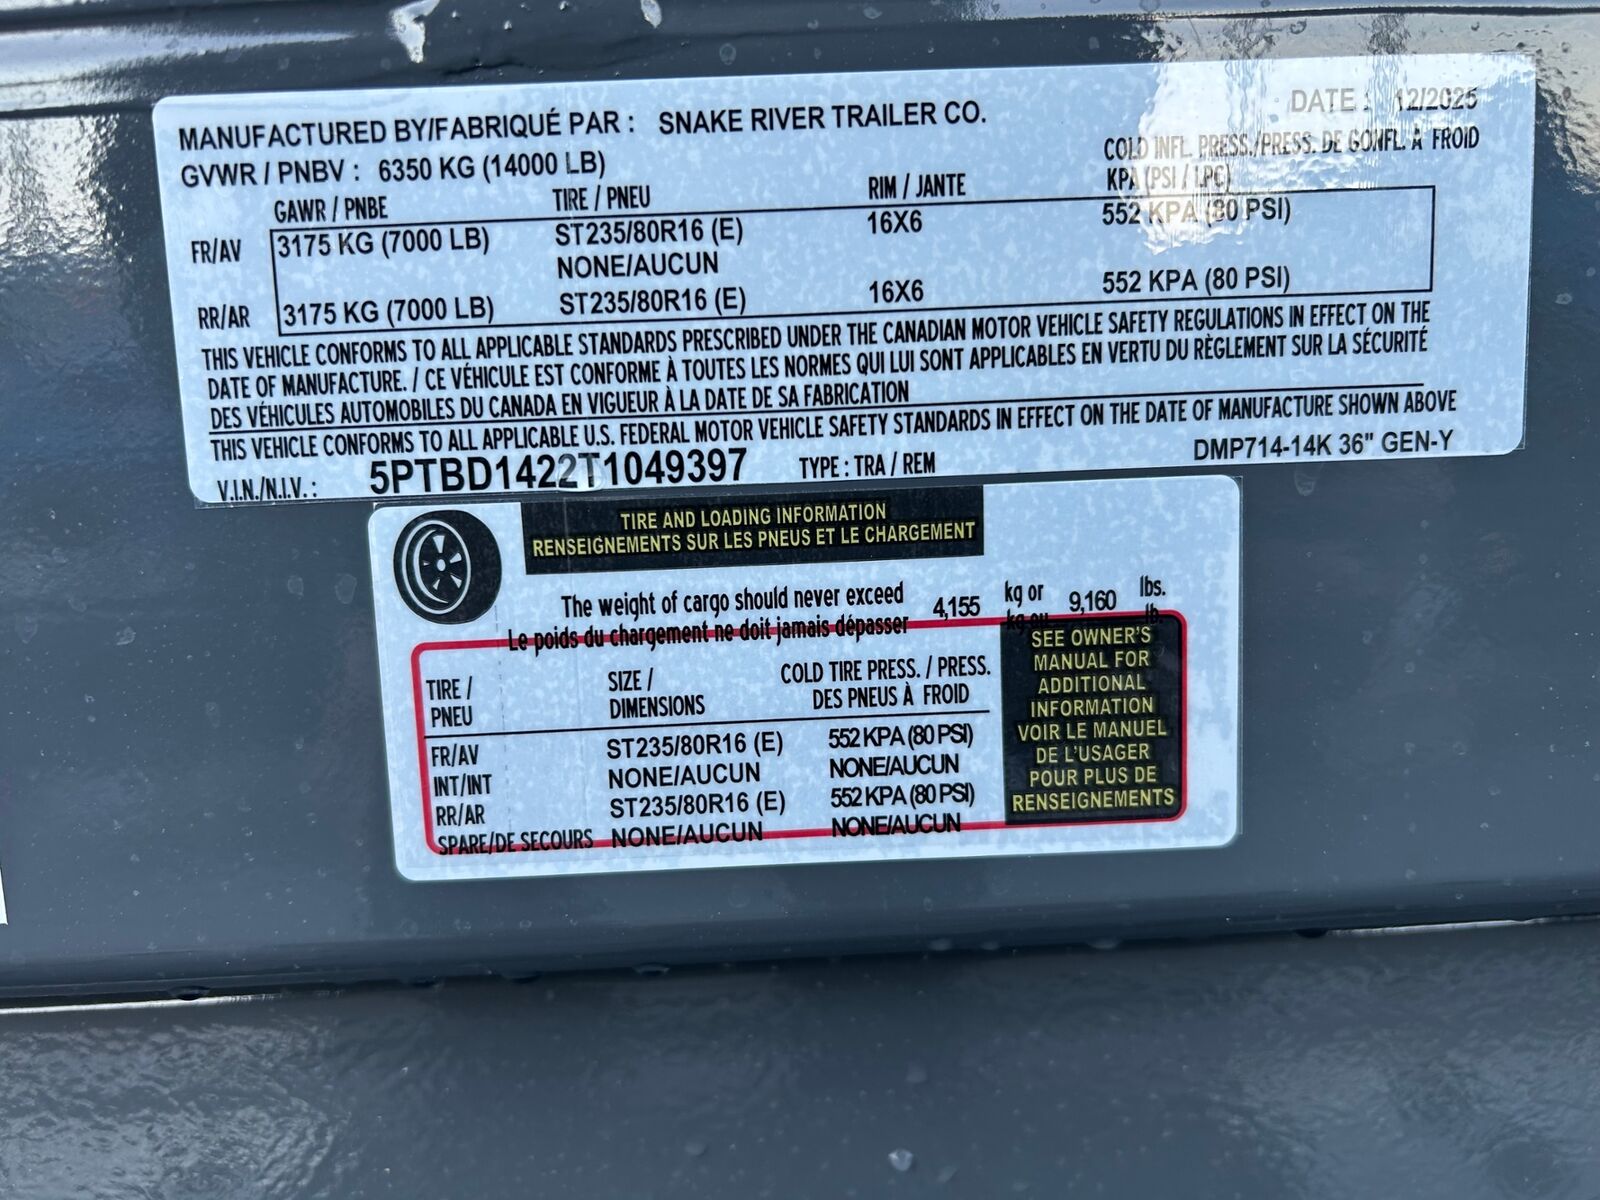 MANUFACTURED BY/FABRIQUÉ PAR : SNAKE RIVER TRAILER CO. DATE : 12/2025
GVWR / PNBV : 6350 KG (14000 LB) COLD INFL. PRESS./PRESS. DE GONFL. À FROID
GAWR / PNBE TIRE / PNEU RIM / JANTE KPA (PSI / LPC)
FR/AV 3175 KG (7000 LB) ST235/80R16 (E) 16X6 552 KPA (80 PSI)
NONE/AUCUN
RR/AR 3175 KG (7000 LB) ST235/80R16 (E) 16X6 552 KPA (80 PSI)
THIS VEHICLE CONFORMS TO ALL APPLICABLE STANDARDS PRESCRIBED UNDER THE CANADIAN MOTOR VEHICLE SAFETY REGULATIONS IN EFFECT ON THE
DATE OF MANUFACTURE. / CE VÉHICULE EST CONFORME À TOUTES LES NORMES QUI LUI SONT APPLICABLES EN VERTU DU RÈGLEMENT SUR LA SÉCURITÉ
DES VÉHICULES AUTOMOBILES DU CANADA EN VIGUEUR À LA DATE DE SA FABRICATION
THIS VEHICLE CONFORMS TO ALL APPLICABLE U.S. FEDERAL MOTOR VEHICLE SAFETY STANDARDS IN EFFECT ON THE DATE OF MANUFACTURE SHOWN ABOVE
V.I.N./N.I.V. : 5PTBD1422T1049397 TYPE : TRA / REM DMP714-14K 36" GEN-Y
TIRE AND LOADING INFORMATION
RENSEIGNEMENTS SUR LES PNEUS ET LE CHARGEMENT
The weight of cargo should never exceed 4,155 kg or 9,160 lbs.
Le poids du chargement ne doit jamais dépasser kg ou lb.
TIRE / SIZE / COLD TIRE PRESS. / PRESS.
PNEU DIMENSIONS DES PNEUS À FROID
FR/AV ST235/80R16 (E) 552 KPA (80 PSI)
INT/INT NONE/AUCUN NONE/AUCUN
RR/AR ST235/80R16 (E) 552 KPA (80 PSI)
SPARE/DE SECOURS NONE/AUCUN NONE/AUCUN
SEE OWNER'S
MANUAL FOR
ADDITIONAL
INFORMATION
VOIR LE MANUEL
DE L'USAGER
POUR PLUS DE
RENSEIGNEMENTS